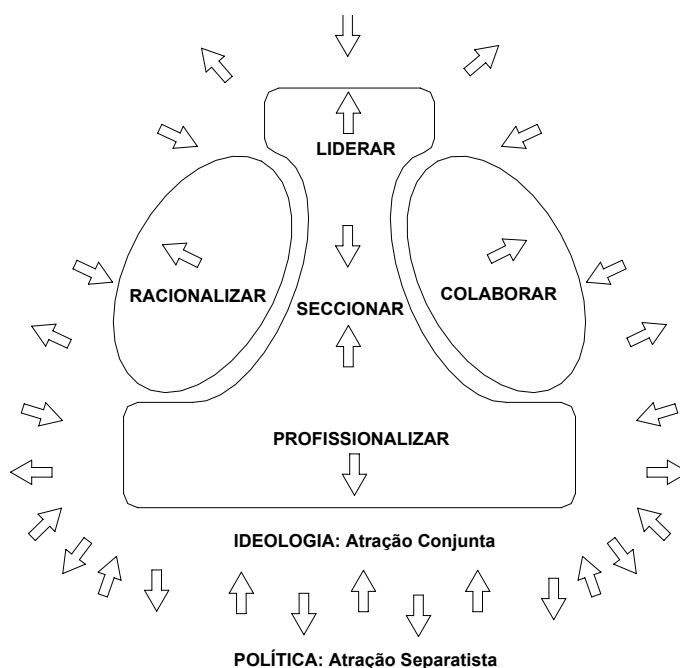 LIDERAR
RACIONALIZAR
SECCIONAR
COLABORAR
PROFISSIONALIZAR
IDEOLOGIA: Atração Conjunta
POLÍTICA: Atração Separatista